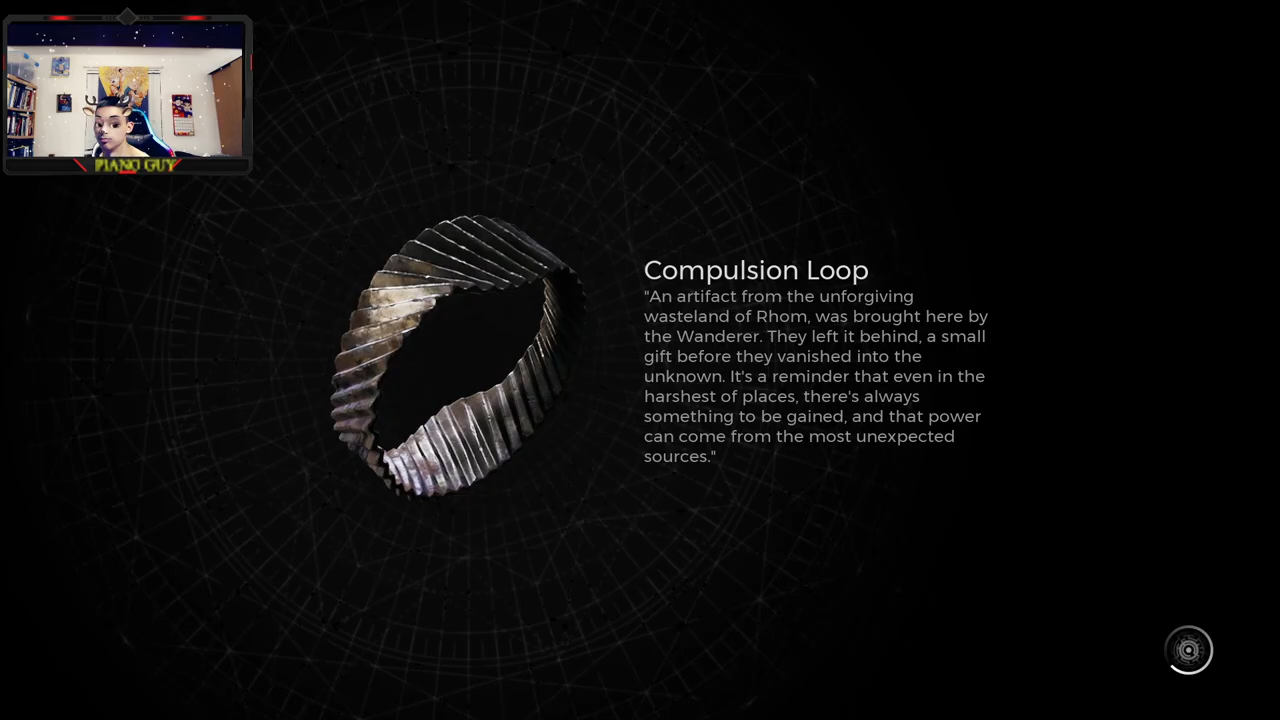 PIANO GUY
Compulsion Loop
"An artifact from the unforgiving
wasteland of Rhom, was brought here by
the Wanderer. They left it behind, a small
gift before they vanished into the
unknown. It's a reminder that even in the
harshest of places, there's always
something to be gained, and that power
can come from the most unexpected
sources."